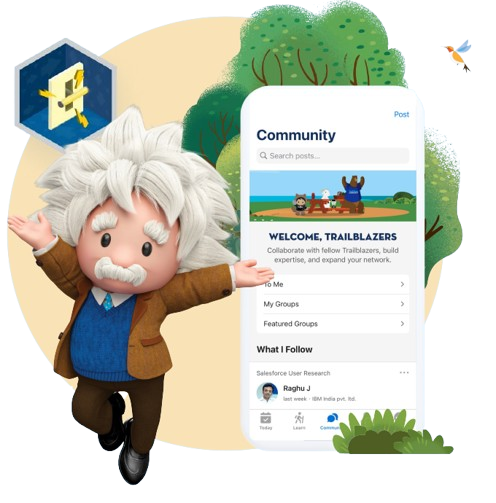 Post
Community
Search posts...
WELCOME, TRAILBLAZERS
Collaborate with fellow Trailblazers, build
expertise, and expand your network.
To Me
My Groups
Featured Groups
What I Follow
Salesforce User Research
Raghu J
last week · IBM India pvt. ltd.
Today
Learn